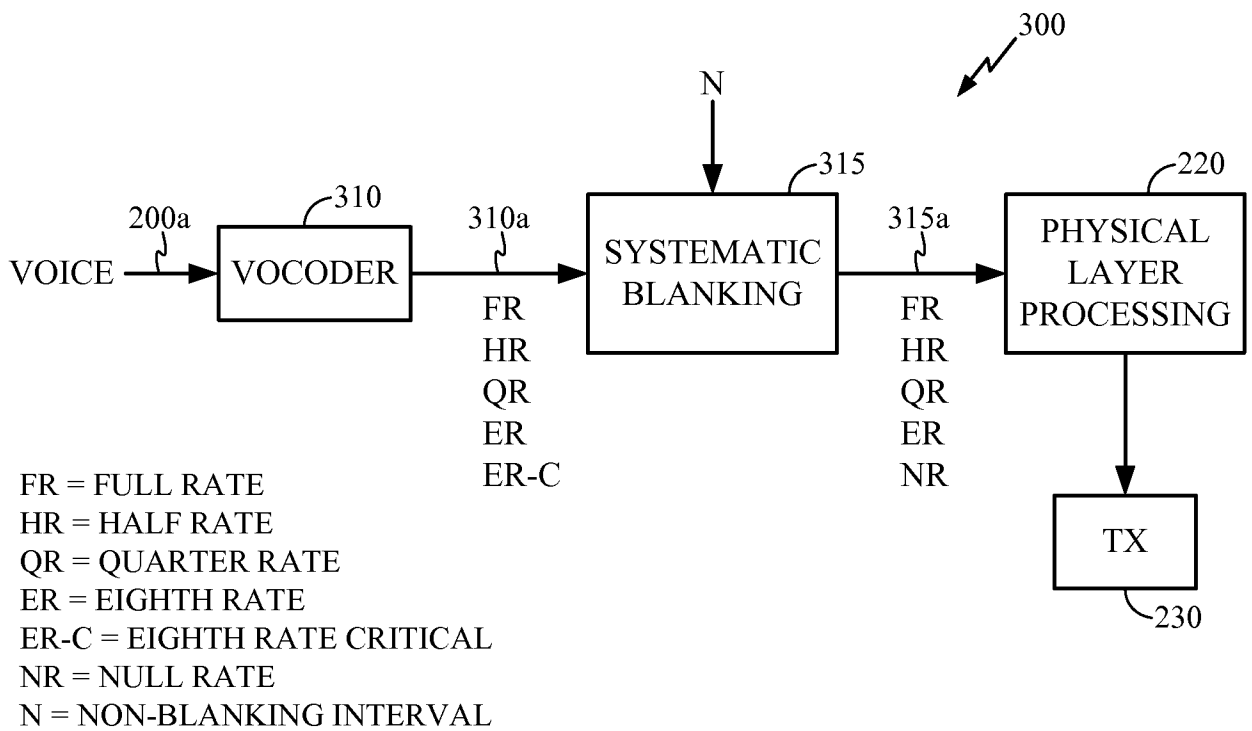 300
N
315
220
310
200a
310a
315a
VOICE
VOCODER
SYSTEMATIC
BLANKING
PHYSICAL
LAYER
PROCESSING
FR
HR
QR
ER
ER-C
FR
HR
QR
ER
NR
TX
230
FR = FULL RATE
HR = HALF RATE
QR = QUARTER RATE
ER = EIGHTH RATE
ER-C = EIGHTH RATE CRITICAL
NR = NULL RATE
N = NON-BLANKING INTERVAL